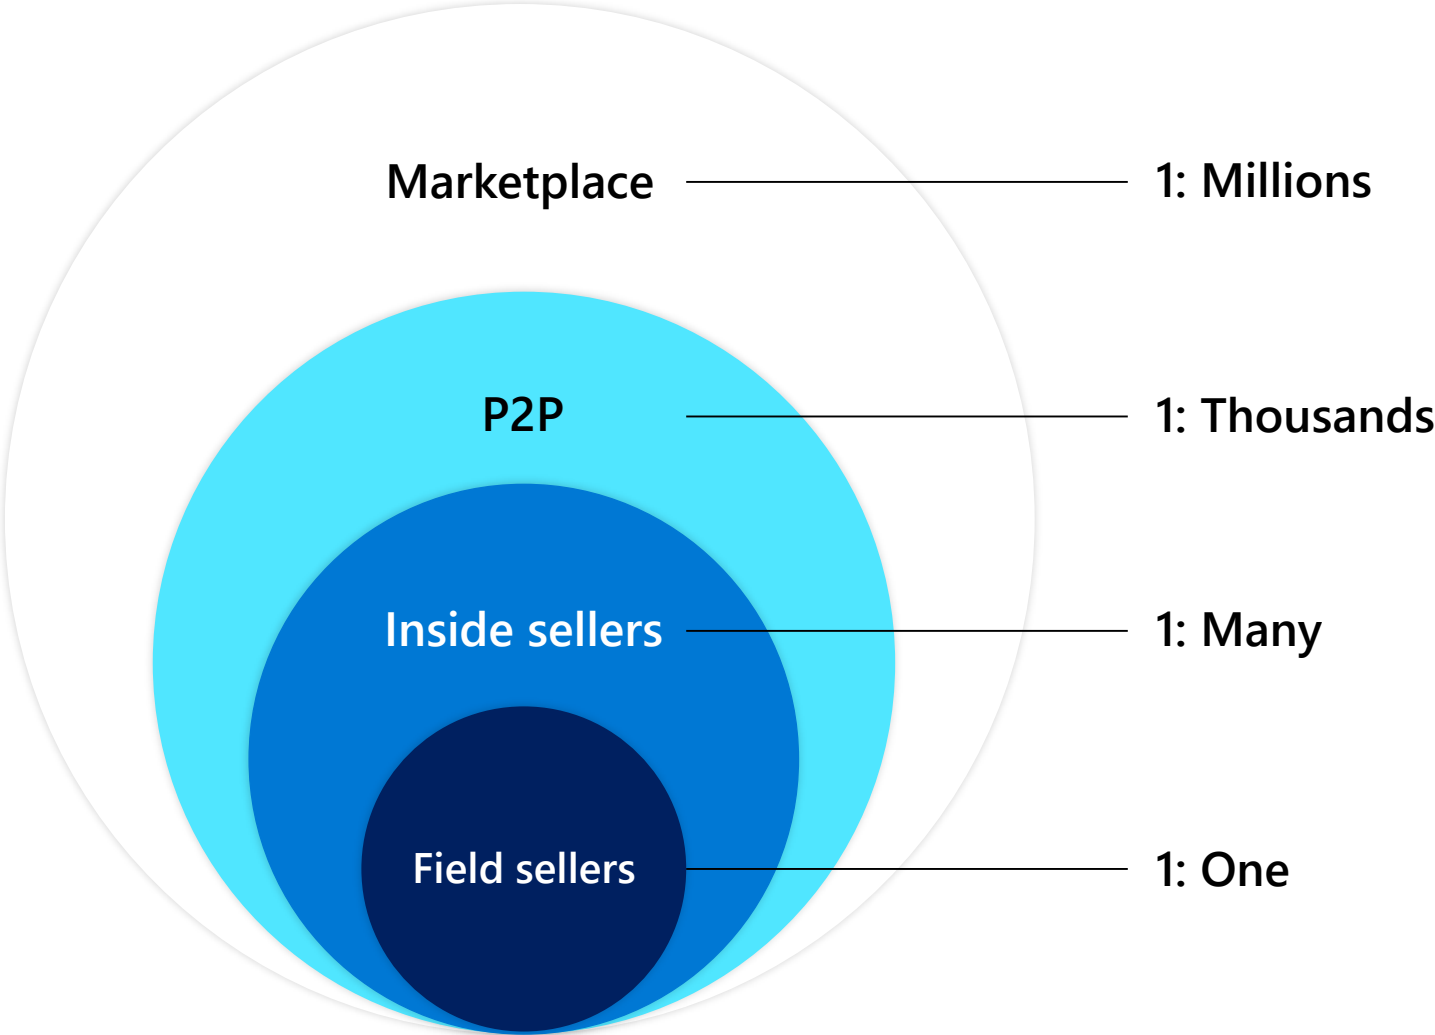 Marketplace
1: Millions
P2P
1: Thousands
Inside sellers
1: Many
Field sellers
1: One